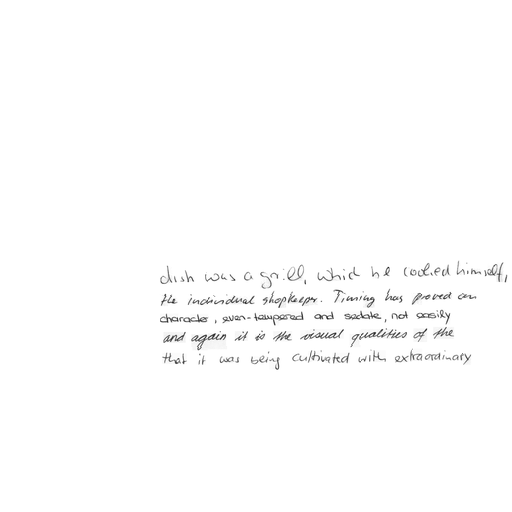 dish was a grill, which he cooked himself,
the individual shopkeeper. Timing has proved an
character, even-tempered and sedate, not easily
and again it is the visual qualities of the
that it was being cultivated with extraordinary